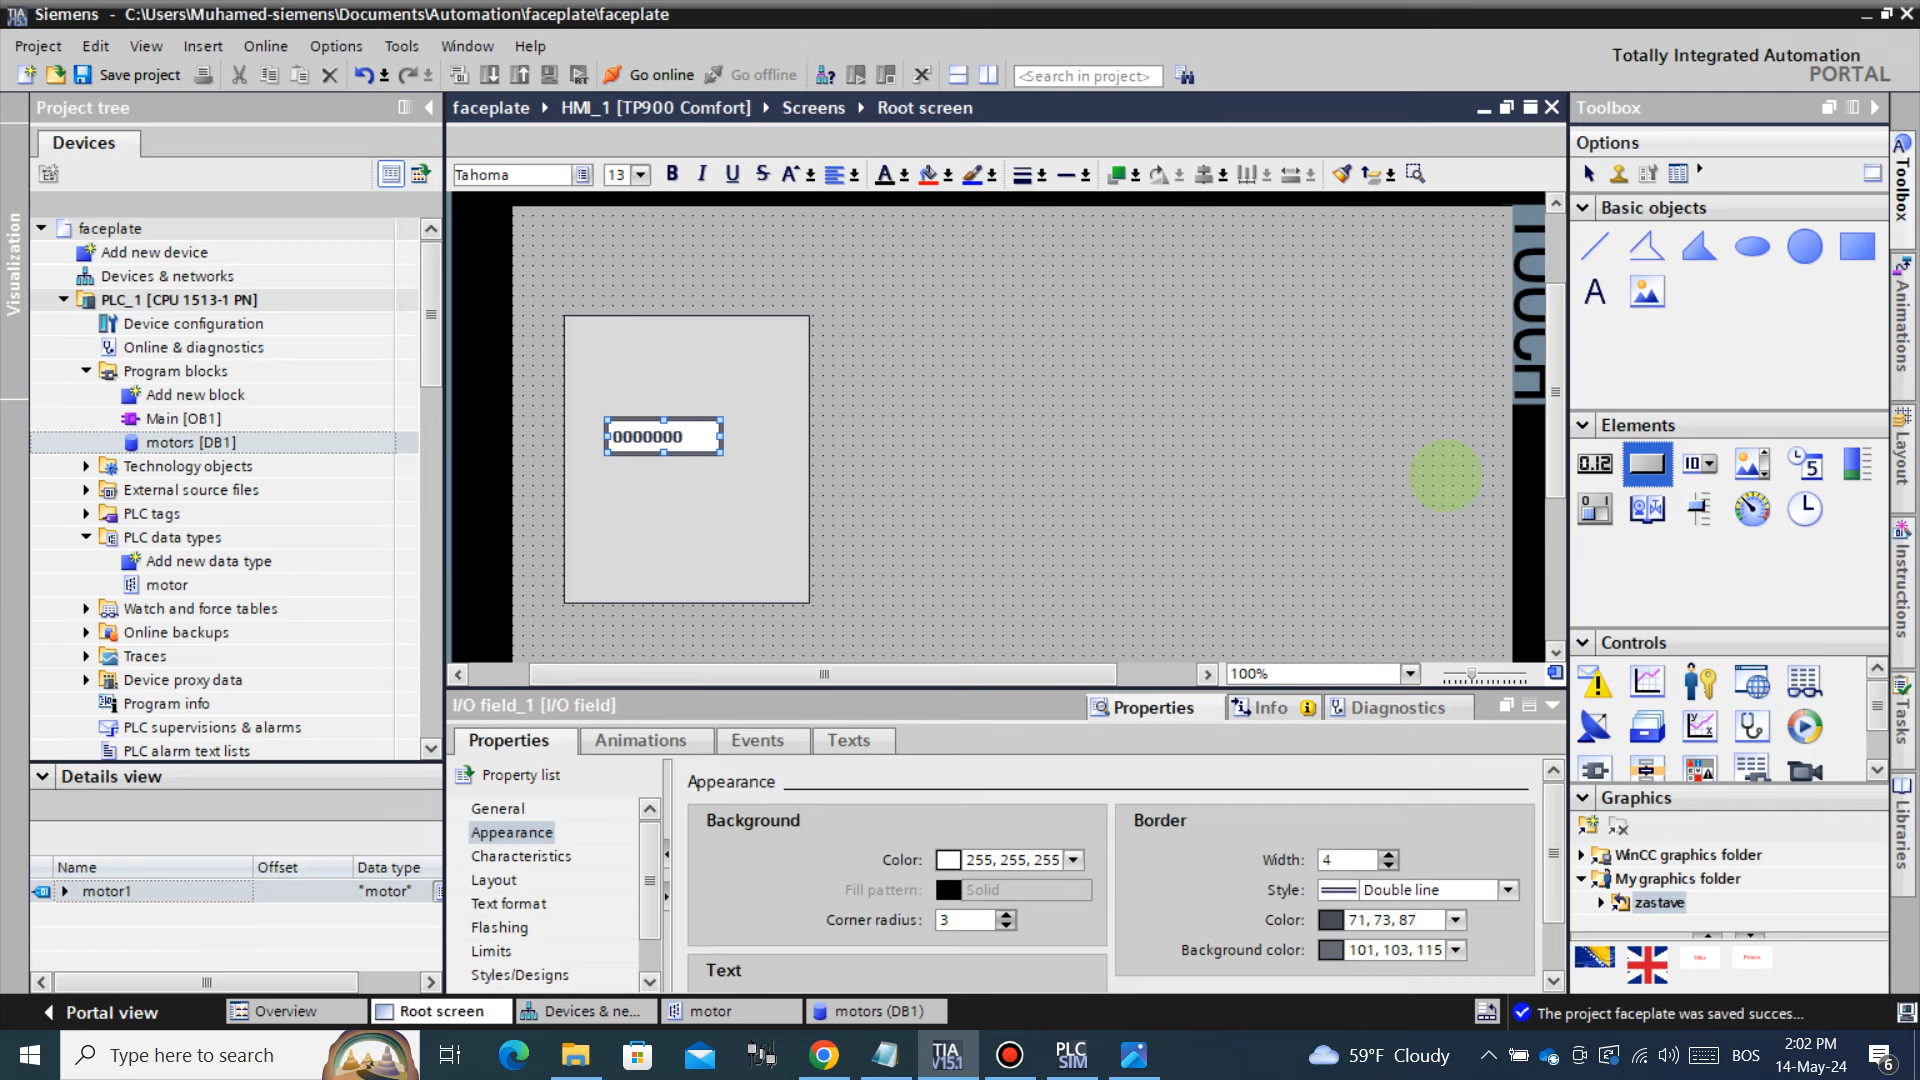 Siemens - C:\Users\Muhamed-siemens\Documents\Automation\faceplate\faceplate
Project Edit View Insert Online Options Tools Window Help
Totally Integrated Automation
PORTAL
Save project
Go online
Go offline
<Search in project>
Project tree
faceplate HMI_1 [TP900 Comfort] Screens Root screen
Toolbox
Devices
Options
Tahoma
13
B I U S A
Basic objects
Visualization
faceplate
Add new device
Devices & networks
PLC_1 [CPU 1513-1 PN]
Device configuration
Online & diagnostics
Program blocks
Add new block
Main [OB1]
motors [DB1]
Technology objects
External source files
PLC tags
PLC data types
Add new data type
motor
Watch and force tables
Online backups
Traces
Device proxy data
Program info
PLC supervisions & alarms
PLC alarm text lists
0000000
TOUCH
A
Elements
0.12
10
5
Controls
Graphics
WinCC graphics folder
My graphics folder
zastave
Toolbox
Animations
Layout
Instructions
Tasks
Libraries
100%
I/O field_1 [I/O field]
Properties
Info
Diagnostics
Properties
Animations
Events
Texts
Property list
General
Appearance
Characteristics
Layout
Text format
Flashing
Limits
Styles/Designs
Appearance
Background
Color: 255, 255, 255
Fill pattern: Solid
Corner radius: 3
Text
Border
Width: 4
Style: Double line
Color: 71, 73, 87
Background color: 101, 103, 115
Details view
Name Offset Data type
motor1 "motor"
Portal view
Overview
Root screen
Devices & ne...
motor
motors (DB1)
The project faceplate was saved succes...
Type here to search
TIA
V15.1
PLC
SIM
59°F Cloudy
BOS
2:02 PM
14-May-24
6